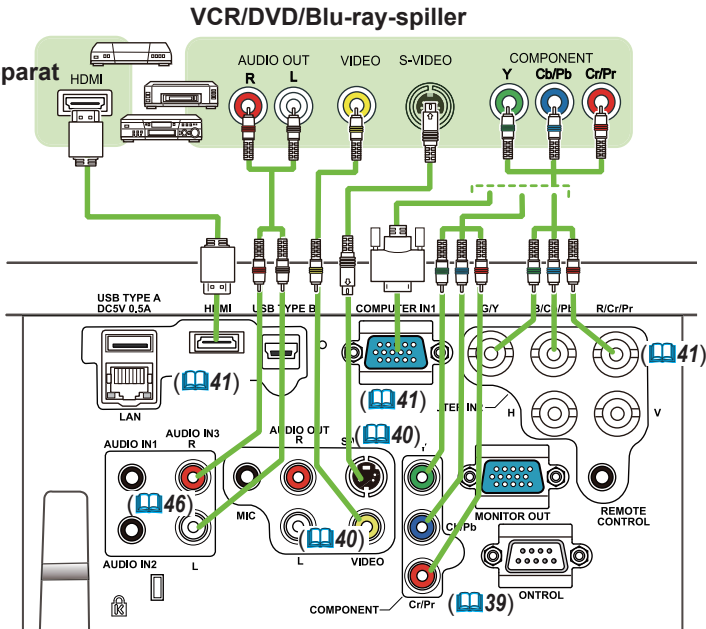 VCR/DVD/Blu-ray-spiller
parat
HDMI
AUDIO OUT
R L
VIDEO
S-VIDEO
COMPONENT
Y Cb/Pb Cr/Pr
USB TYPE A
DC5V 0.5A
HDMI
USB TYPE B
COMPUTER IN1
G/Y
B/Cb/Pb
R/Cr/Pr
(41)
(41)
(41)
LAN
H
V
AUDIO IN1
AUDIO IN3
R
AUDIO OUT
R
(40)
(46)
MIC
(40)
MONITOR OUT
REMOTE
CONTROL
Cb/Pb
AUDIO IN2
L
L
VIDEO
ONTROL
COMPONENT
Cr/Pr
(39)
K